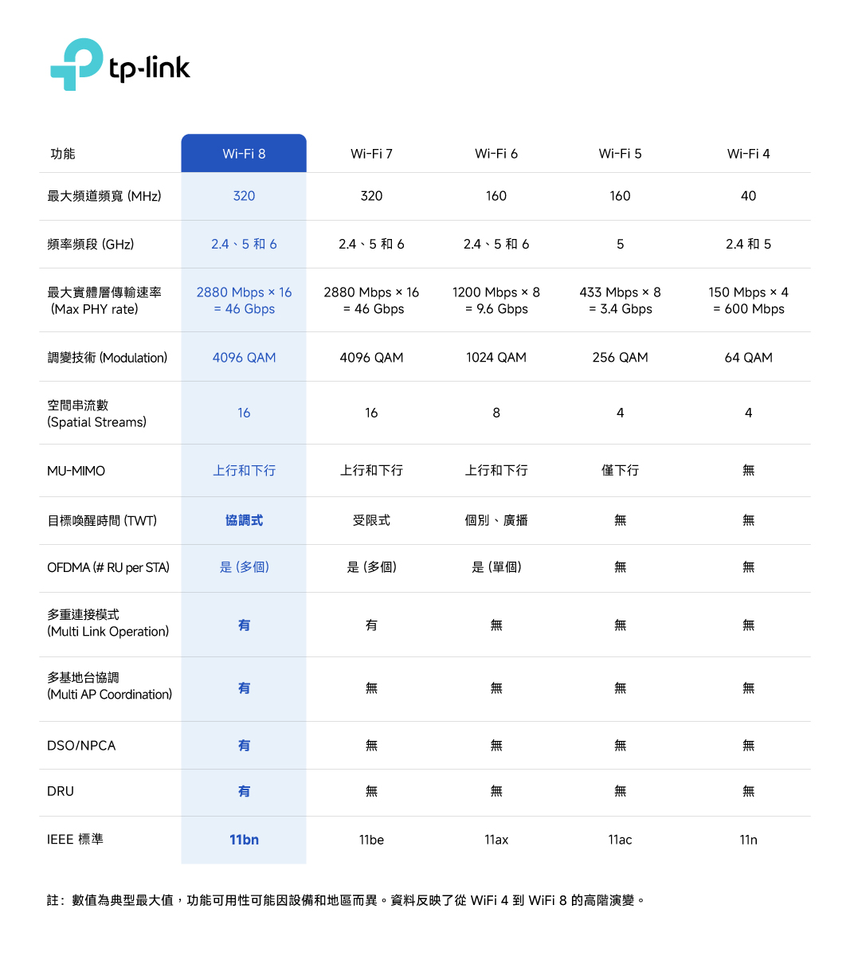 tp-link
功能 Wi-Fi 8 Wi-Fi 7 Wi-Fi 6 Wi-Fi 5 Wi-Fi 4
最大頻道頻寬 (MHz) 320 320 160 160 40
頻率頻段 (GHz) 2.4、5 和 6 2.4、5 和 6 2.4、5 和 6 5 2.4 和 5
最大實體層傳輸速率 2880 Mbps × 16 2880 Mbps × 16 1200 Mbps × 8 433 Mbps × 8 150 Mbps × 4
(Max PHY rate) = 46 Gbps = 46 Gbps = 9.6 Gbps = 3.4 Gbps = 600 Mbps
調變技術 (Modulation) 4096 QAM 4096 QAM 1024 QAM 256 QAM 64 QAM
空間串流數
(Spatial Streams) 16 16 8 4 4
MU-MIMO 上行和下行 上行和下行 上行和下行 僅下行 無
目標喚醒時間 (TWT) 協調式 受限式 個別、廣播 無 無
OFDMA (# RU per STA) 是 (多個) 是 (多個) 是 (單個) 無 無
多重連接模式
(Multi Link Operation) 有 有 無 無 無
多基地台協調
(Multi AP Coordination) 有 無 無 無 無
DSO/NPCA 有 無 無 無 無
DRU 有 無 無 無 無
IEEE 標準 11bn 11be 11ax 11ac 11n
註：數值為典型最大值，功能可用性可能因設備和地區而異。資料反映了從 WiFi 4 到 WiFi 8 的高階演變。